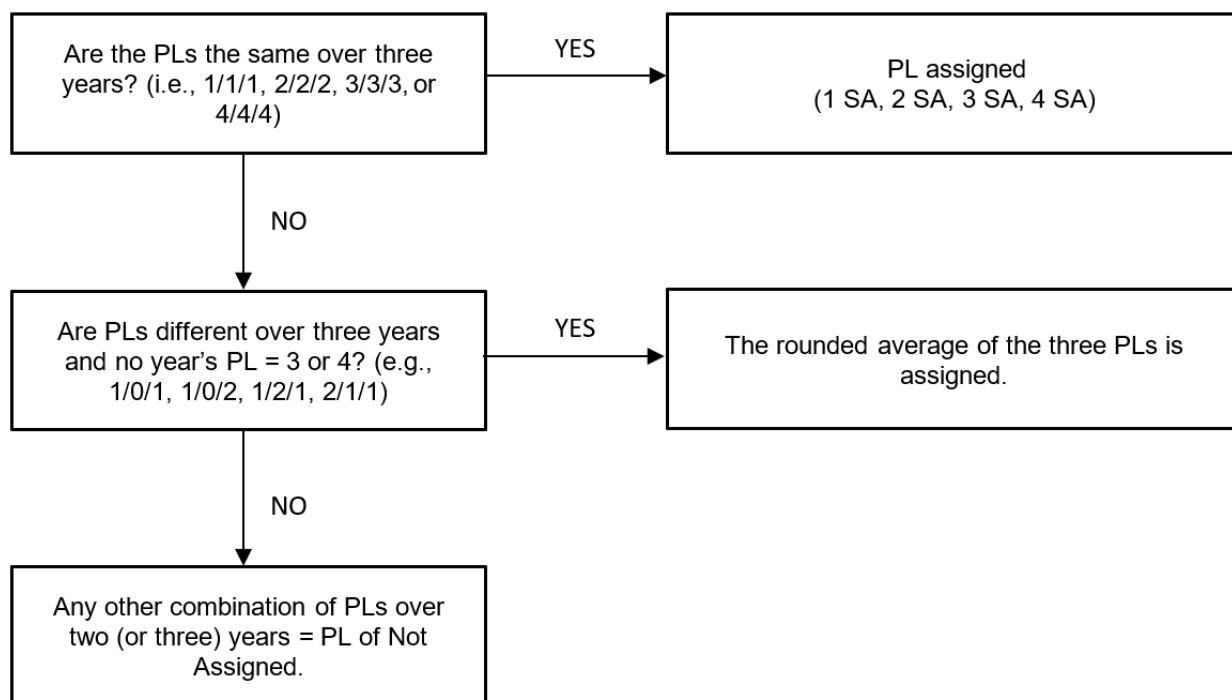 Are the PLs the same over three
years? (i.e., 1/1/1, 2/2/2, 3/3/3, or
4/4/4)
YES
PL assigned
(1 SA, 2 SA, 3 SA, 4 SA)
NO
Are PLs different over three years
and no year’s PL = 3 or 4? (e.g.,
1/0/1, 1/0/2, 1/2/1, 2/1/1)
YES
The rounded average of the three PLs is
assigned.
NO
Any other combination of PLs over
two (or three) years = PL of Not
Assigned.